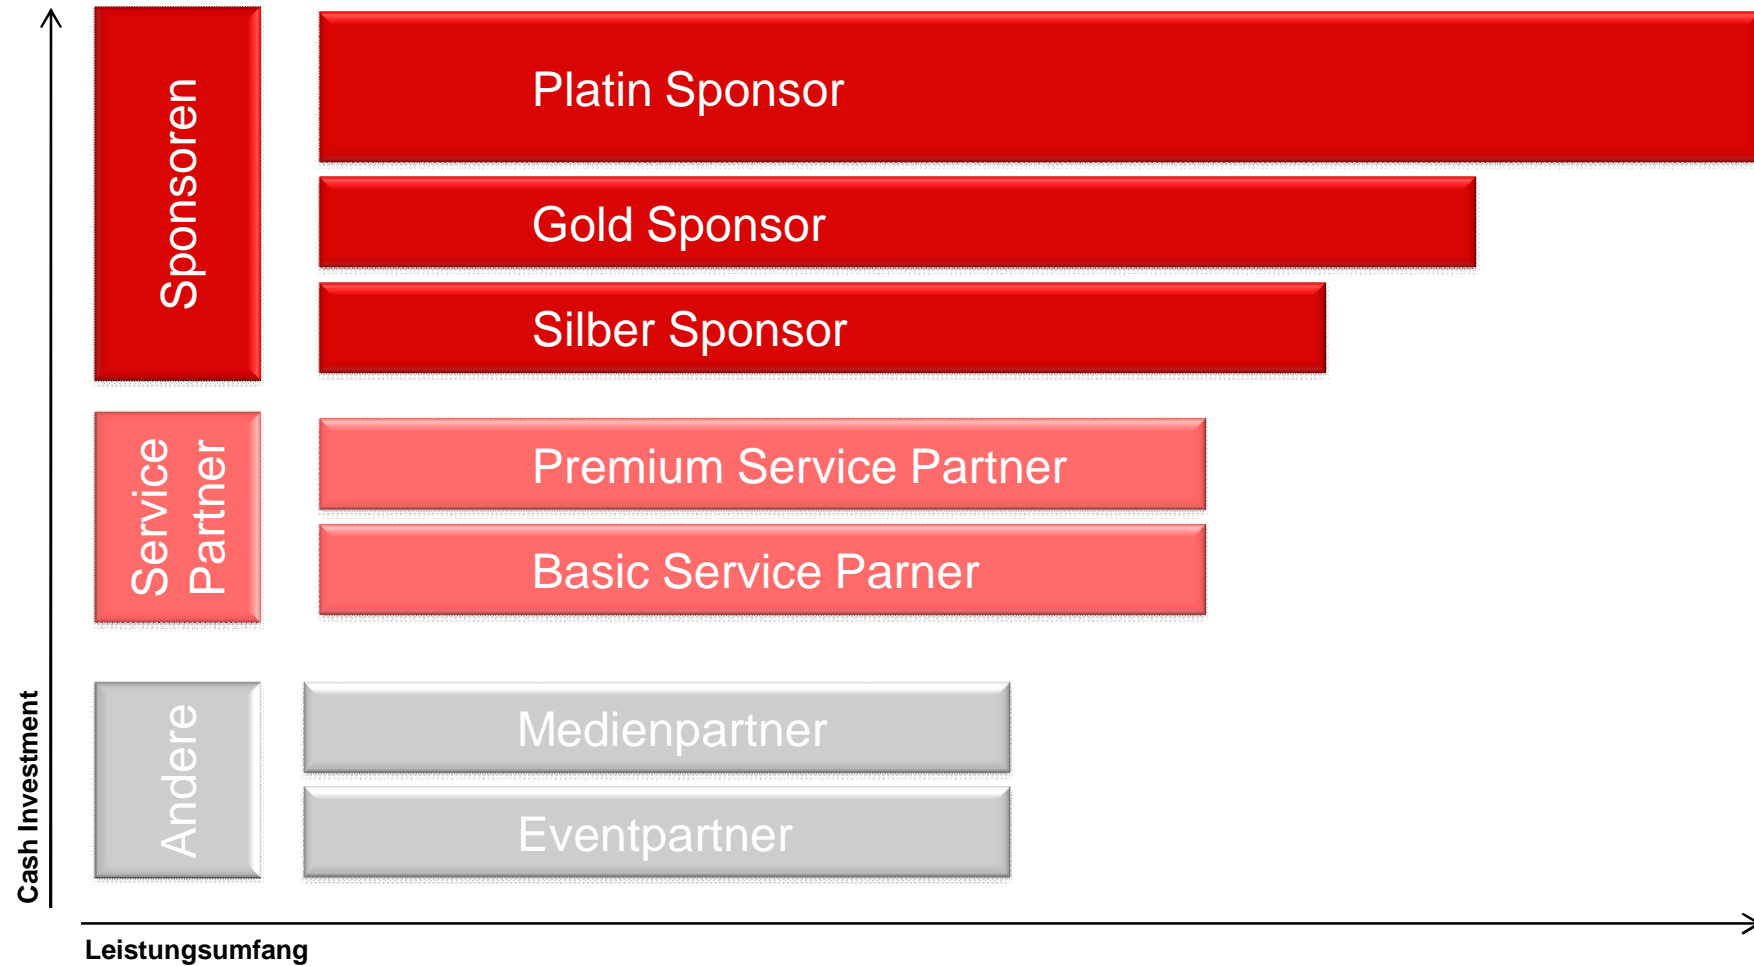 Sponsoren
Platin Sponsor
Gold Sponsor
Silber Sponsor
Service
Partner
Premium Service Partner
Basic Service Parner
Andere
Medienpartner
Eventpartner
Cash Investment
Leistungsumfang